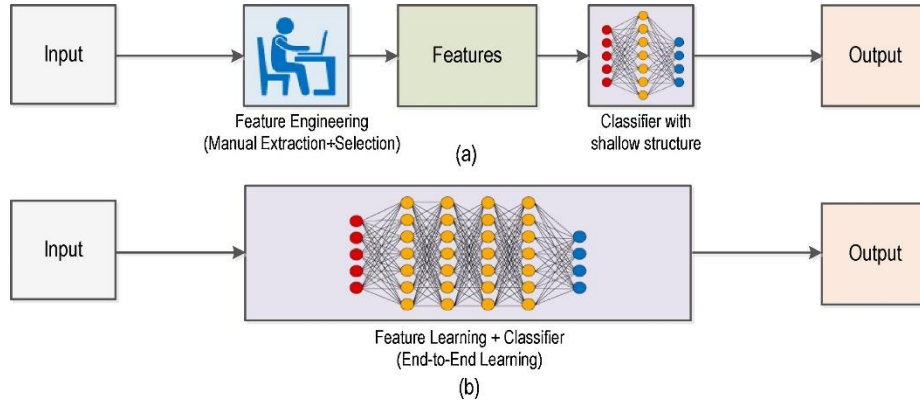 Input
Features
Output
Feature Engineering
(Manual Extraction+Selection)
Classifier with
shallow structure
(a)
Input
Output
Feature Learning + Classifier
(End-to-End Learning)
(b)